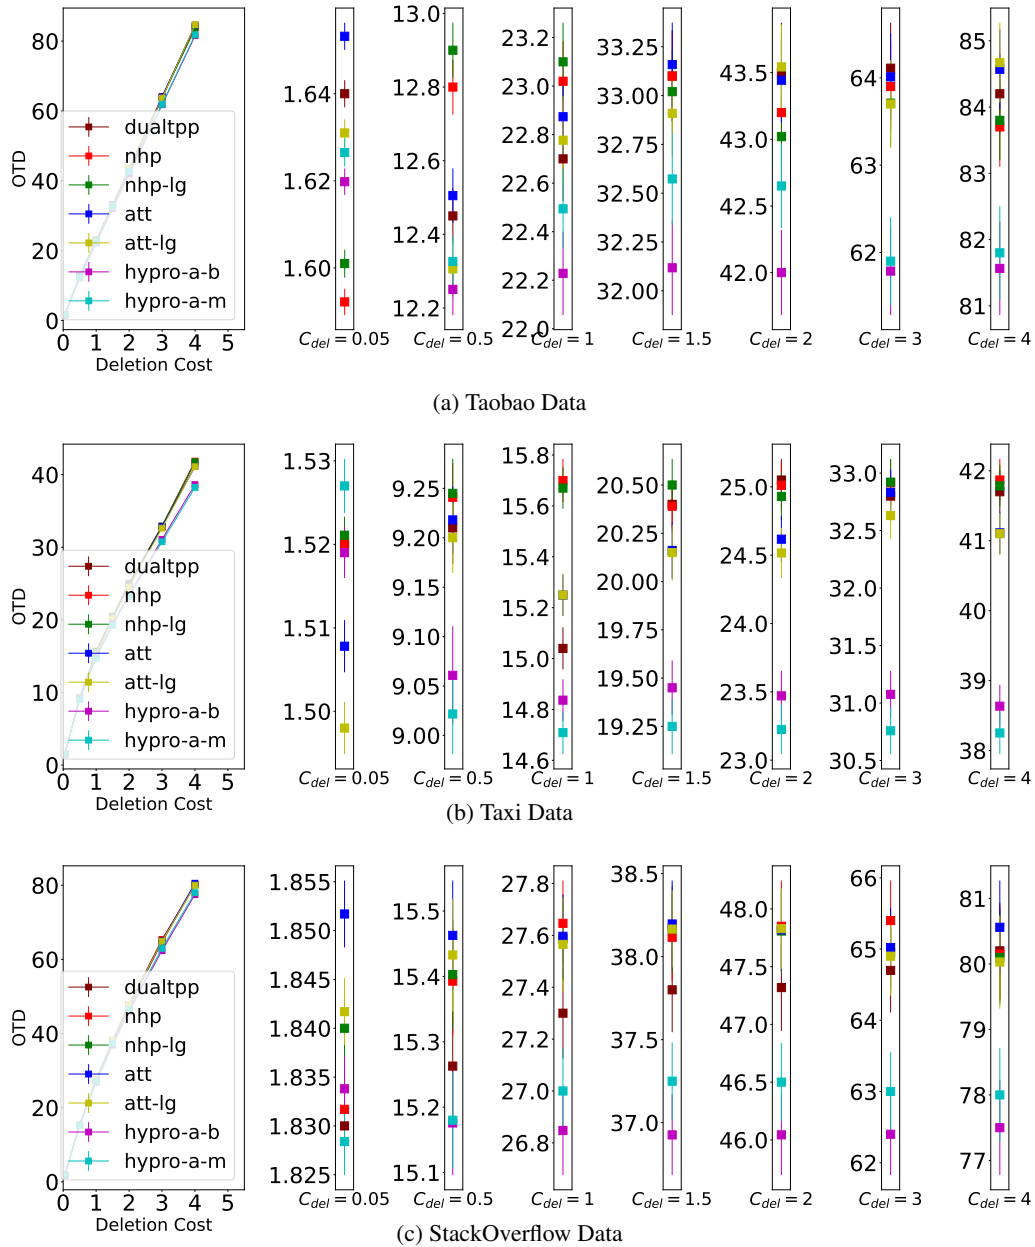 OTD
80
60
40
20
0
dualtpp
nhp
nhp-lg
att
att-lg
hypro-a-b
hypro-a-m
0 1 2 3 4 5
Deletion Cost
1.64
1.62
1.60
C_del = 0.05
13.0
12.8
12.6
12.4
12.2
C_del = 0.5
23.2
23.0
22.8
22.6
22.4
22.2
22.0
C_del = 1
33.25
33.00
32.75
32.50
32.25
32.00
C_del = 1.5
43.5
43.0
42.5
42.0
C_del = 2
64
63
62
C_del = 3
85
84
83
82
81
C_del = 4
(a) Taobao Data
OTD
40
30
20
10
0
dualtpp
nhp
nhp-lg
att
att-lg
hypro-a-b
hypro-a-m
0 1 2 3 4 5
Deletion Cost
1.53
1.52
1.51
1.50
C_del = 0.05
9.25
9.20
9.10
9.05
9.00
C_del = 0.5
15.8
15.6
15.4
15.2
15.0
14.8
14.6
C_del = 1
20.50
20.25
20.00
19.75
19.50
19.25
C_del = 1.5
25.0
24.5
24.0
23.5
23.0
C_del = 2
33.0
32.5
32.0
31.5
31.0
30.5
C_del = 3
42
41
40
39
38
C_del = 4
(b) Taxi Data
OTD
80
60
40
20
0
dualtpp
nhp
nhp-lg
att
att-lg
hypro-a-b
hypro-a-m
0 1 2 3 4 5
Deletion Cost
1.855
1.850
1.845
1.840
1.835
1.830
1.825
C_del = 0.05
15.5
15.4
15.3
15.2
15.1
C_del = 0.5
27.8
27.6
27.4
27.2
27.0
26.8
C_del = 1
38.5
38.0
37.5
37.0
C_del = 1.5
48.0
47.5
47.0
46.5
46.0
C_del = 2
66
65
64
63
62
C_del = 3
81
80
79
78
77
C_del = 4
(c) StackOverflow Data